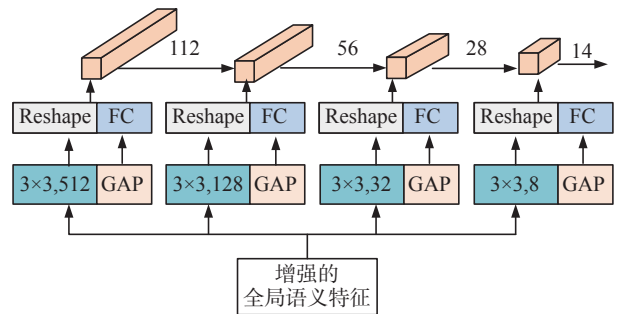 112 56 28 14
Reshape FC Reshape FC Reshape FC Reshape FC
3×3,512 GAP 3×3,128 GAP 3×3,32 GAP 3×3,8 GAP
增强的
全局语义特征